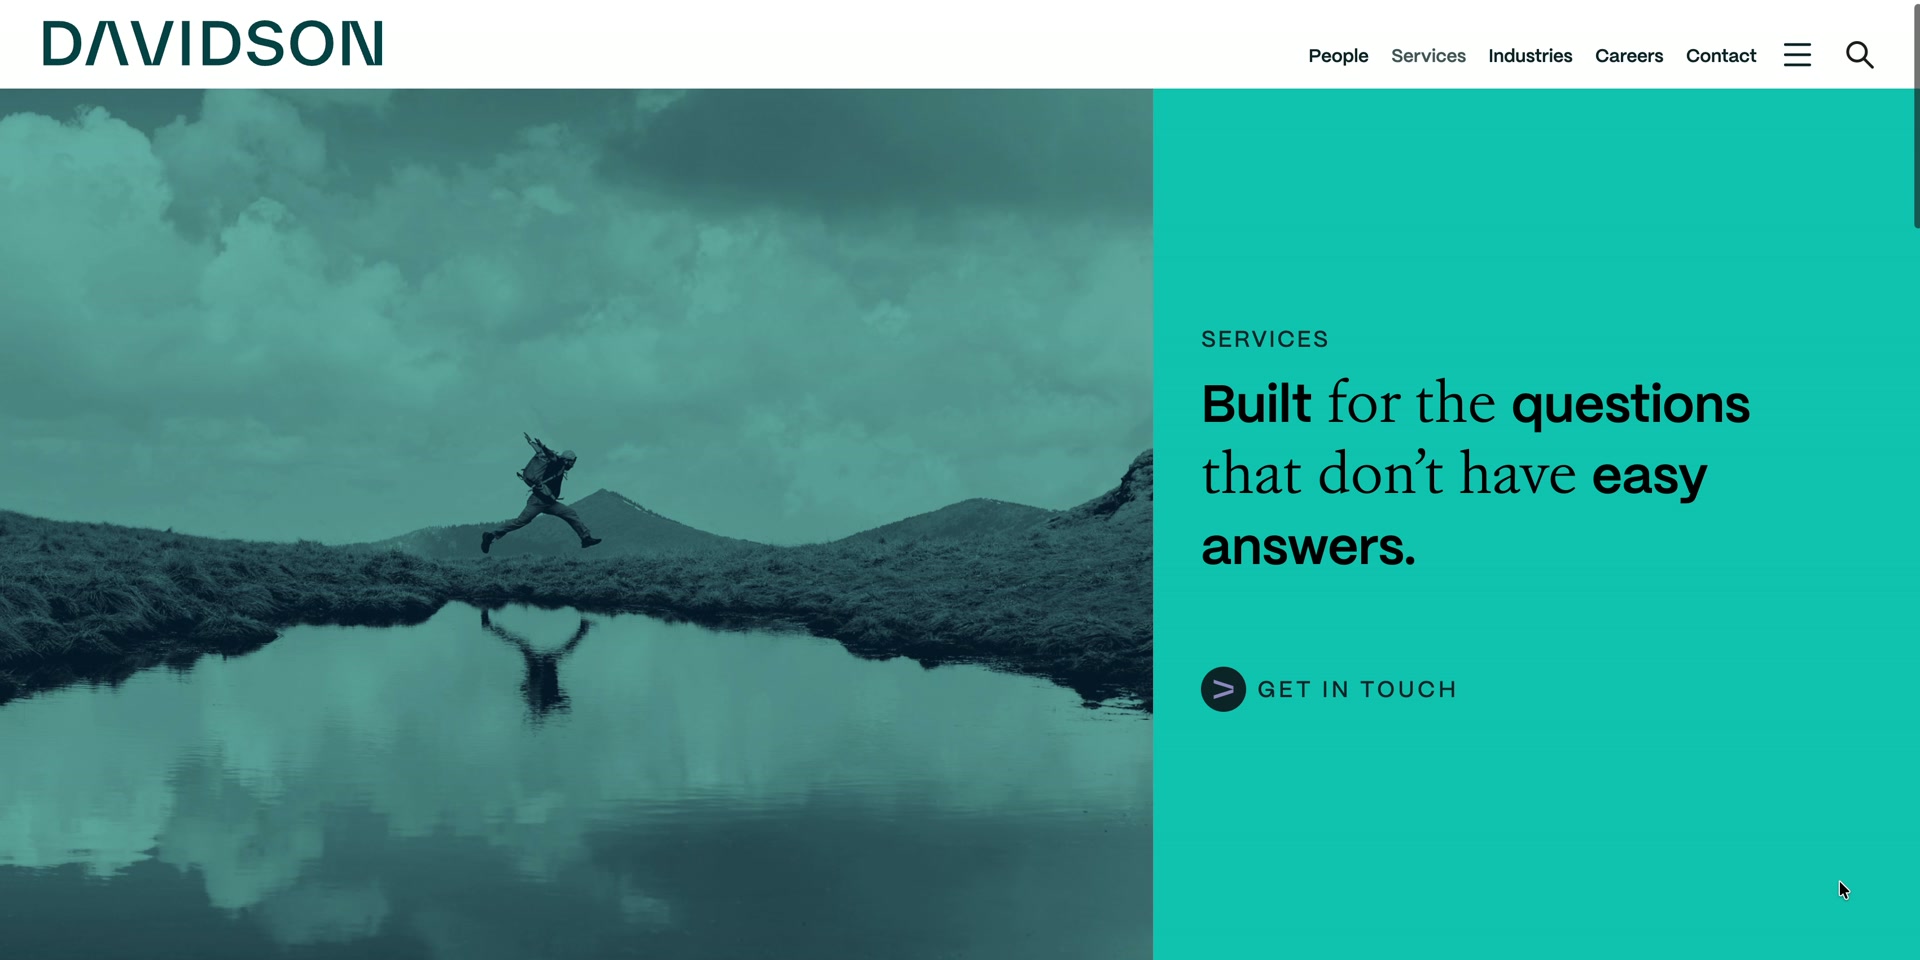 DAVIDSON
People
Services
Industries
Careers
Contact
SERVICES
Built for the questions
that don’t have easy
answers.
GET IN TOUCH